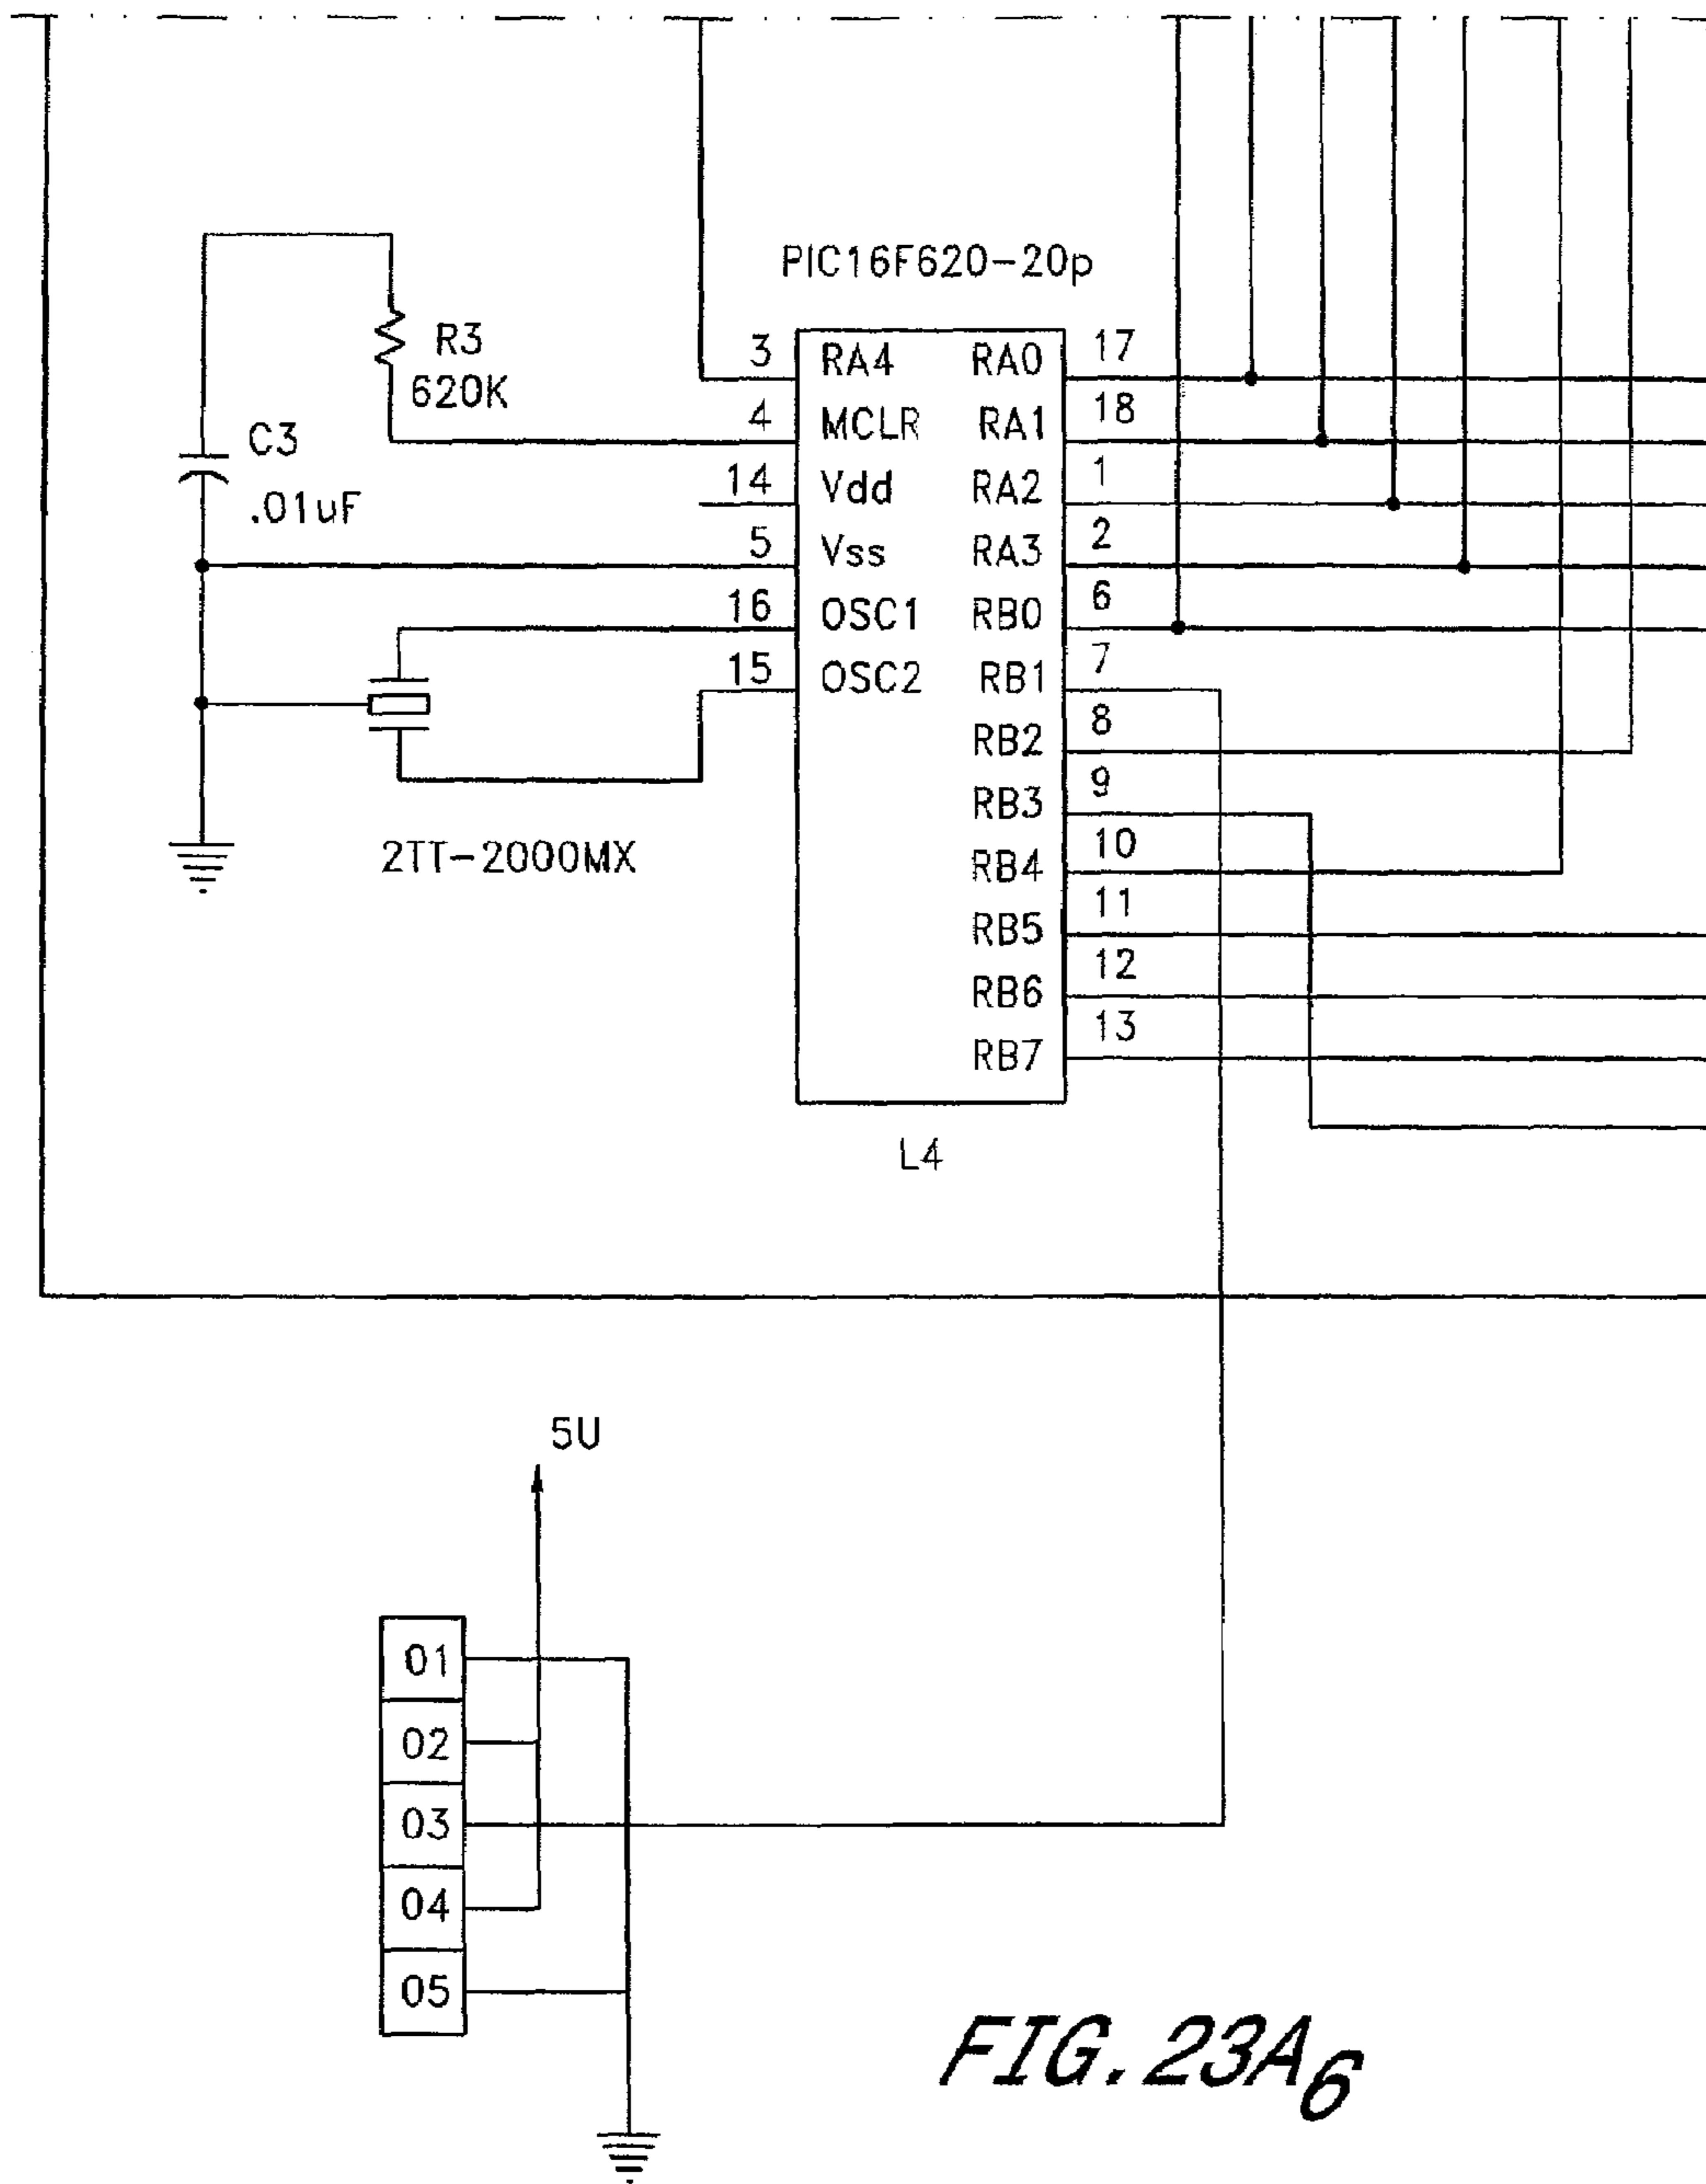 PIC16F620-20p
R3
620K
C3
.01uF
3 RA4 RA0 17
4 MCLR RA1 18
14 Vdd RA2 1
5 Vss RA3 2
16 OSC1 RB0 6
15 OSC2 RB1 7
RB2 8
RB3 9
RB4 10
RB5 11
RB6 12
RB7 13
2TT-2000MX
L4
5U
01
02
03
04
05
FIG. 23A6